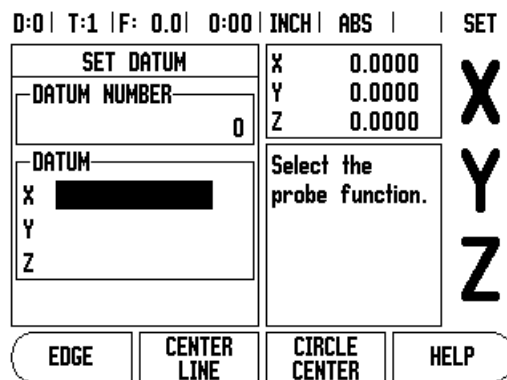 D:0 | T:1 | F: 0.0 | 0:00 | INCH | ABS | | SET
SET DATUM
DATUM NUMBER
0
DATUM
X
Y
Z
X 0.0000
Y 0.0000
Z 0.0000
Select the
probe function.
X
Y
Z
EDGE
CENTER
LINE
CIRCLE
CENTER
HELP